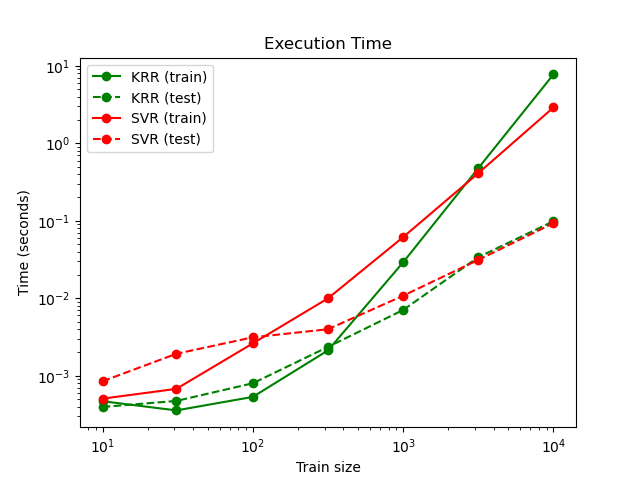 Execution Time
KRR (train)
KRR (test)
SVR (train)
SVR (test)
Time (seconds)
10¹
10⁰
10⁻¹
10⁻²
10⁻³
10¹ 10² 10³ 10⁴
Train size